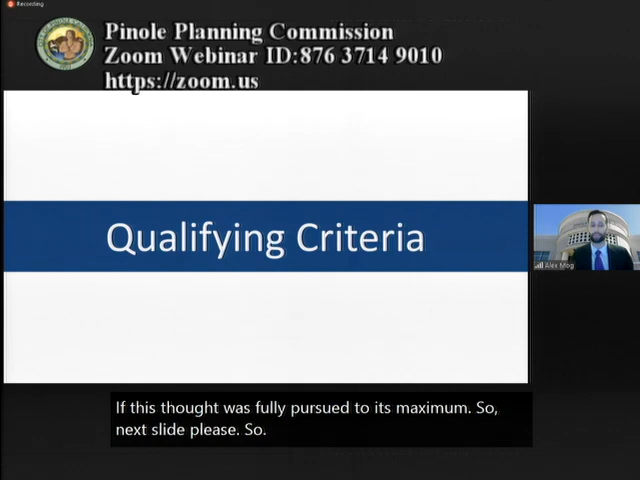 Recording
Pinole Planning Commission
Zoom Webinar ID:876 3714 9010
https://zoom.us
Qualifying Criteria
Alex Mog
If this thought was fully pursued to its maximum. So,
next slide please. So.